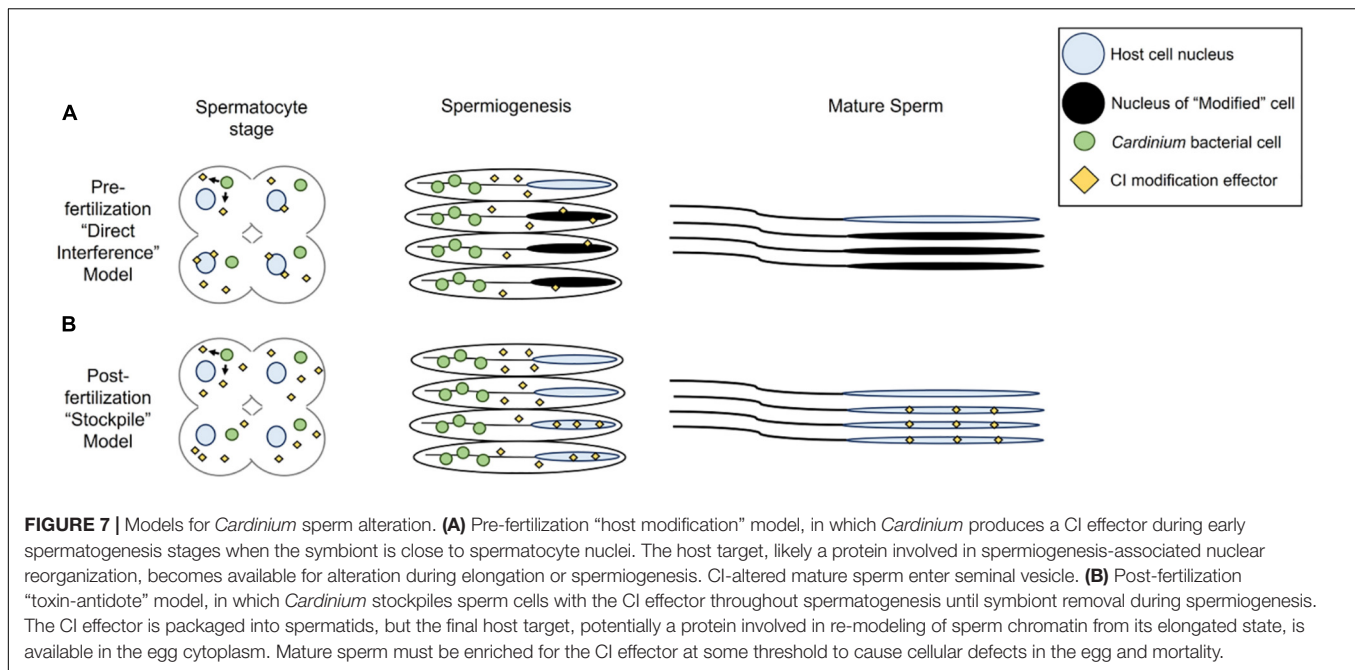 Host cell nucleus
Nucleus of “Modified” cell
Cardinium bacterial cell
CI modification effector
A
Spermatocyte
stage
Spermiogenesis
Mature Sperm
Pre-
fertilization
“Direct
Interference”
Model
B
Post-
fertilization
“Stockpile”
Model
FIGURE 7 | Models for Cardinium sperm alteration. (A) Pre-fertilization “host modification” model, in which Cardinium produces a CI effector during early
spermatogenesis stages when the symbiont is close to spermatocyte nuclei. The host target, likely a protein involved in spermiogenesis-associated nuclear
reorganization, becomes available for alteration during elongation or spermiogenesis. CI-altered mature sperm enter seminal vesicle. (B) Post-fertilization
“toxin-antidote” model, in which Cardinium stockpiles sperm cells with the CI effector throughout spermatogenesis until symbiont removal during spermiogenesis.
The CI effector is packaged into spermatids, but the final host target, potentially a protein involved in re-modeling of sperm chromatin from its elongated state, is
available in the egg cytoplasm. Mature sperm must be enriched for the CI effector at some threshold to cause cellular defects in the egg and mortality.